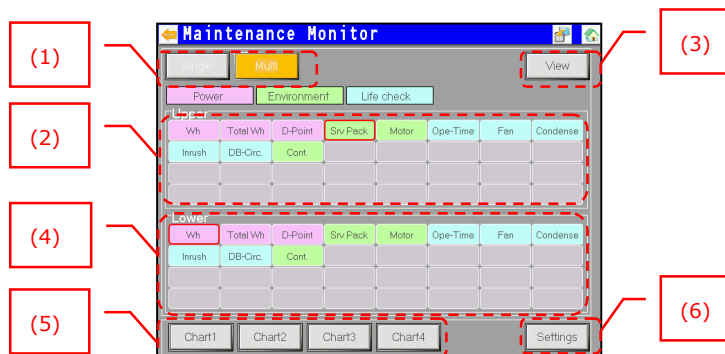 Maintenance Monitor
(1)
(3)
Single Multi View
Power Environment Life check
Upper
(2)
Wh Total Wh D-Point Srv Pack Motor Ope-Time Fan Condense
Inrush DB-Circ. Cont.
Lower
(4)
Wh Total Wh D-Point Srv Pack Motor Ope-Time Fan Condense
Inrush DB-Circ. Cont.
(5)
(6)
Chart1 Chart2 Chart3 Chart4 Settings